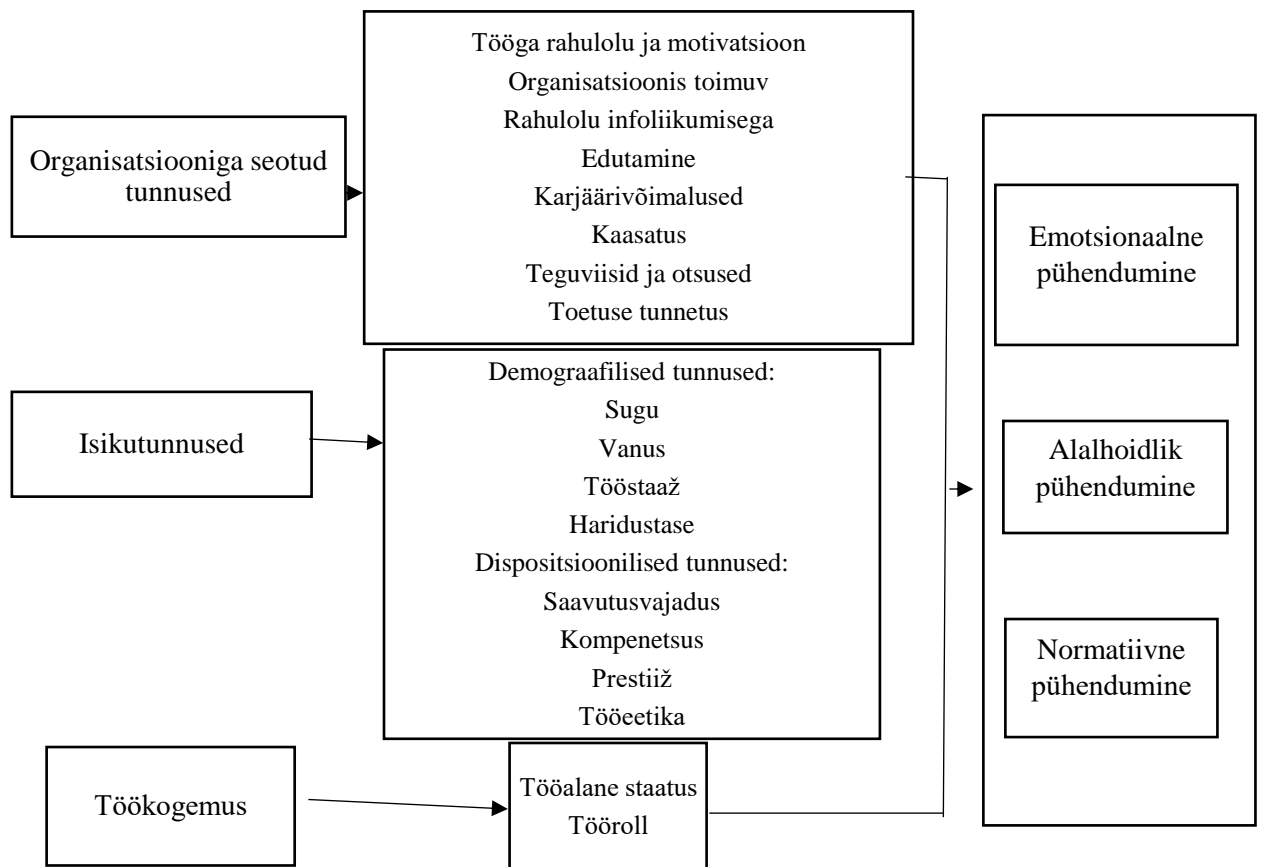 Organisatsiooniga seotud
tunnused
Tööga rahulolu ja motivatsioon
Organisatsioonis toimuv
Rahulolu infoliikumisega
Edutamine
Karjäärivõimalused
Kaasatus
Teguviisid ja otsused
Toetuse tunnetus
Isikutunnused
Demograafilised tunnused:
Sugu
Vanus
Tööstaaž
Haridustase
Dispositsioonilised tunnused:
Saavutusvajadus
Kompenetsus
Prestiiž
Tööeetika
Töökogemus
Tööalane staatus
Tööroll
Emotsionaalne
pühendumine
Alalhoidlik
pühendumine
Normatiivne
pühendumine